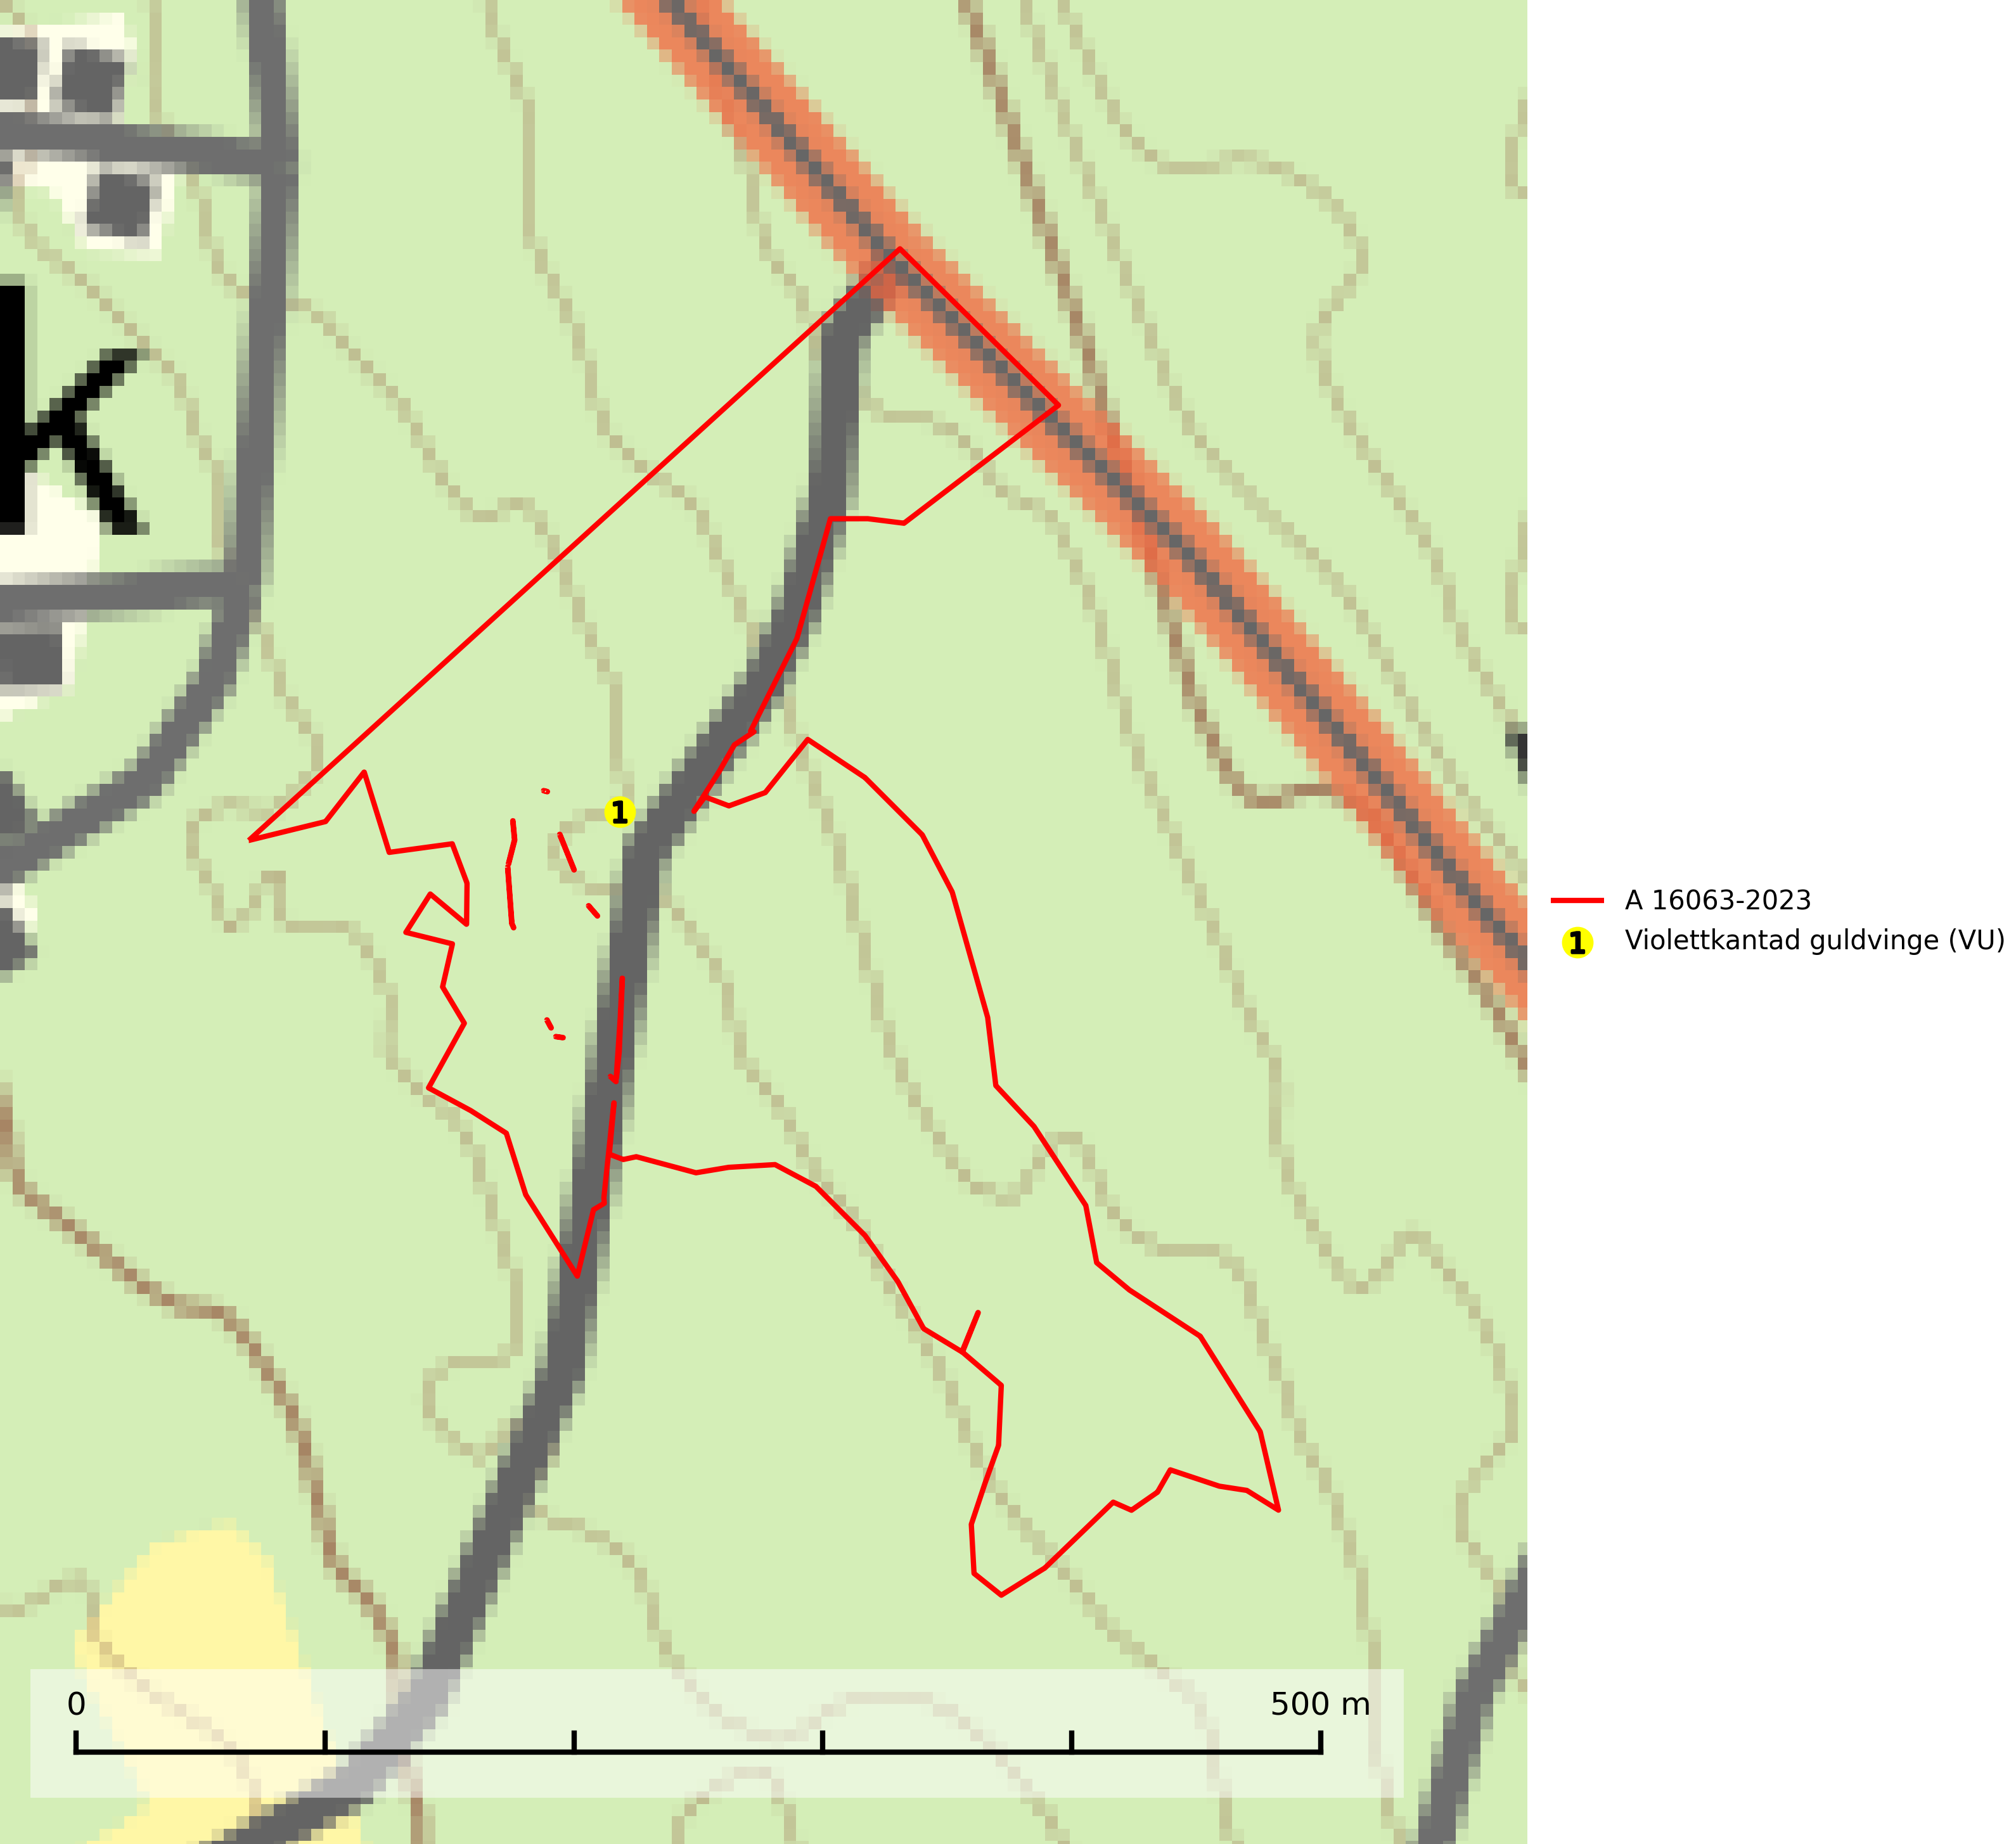 k
1
A 16063-2023
1 Violettkantad guldvinge (VU)
0 500 m